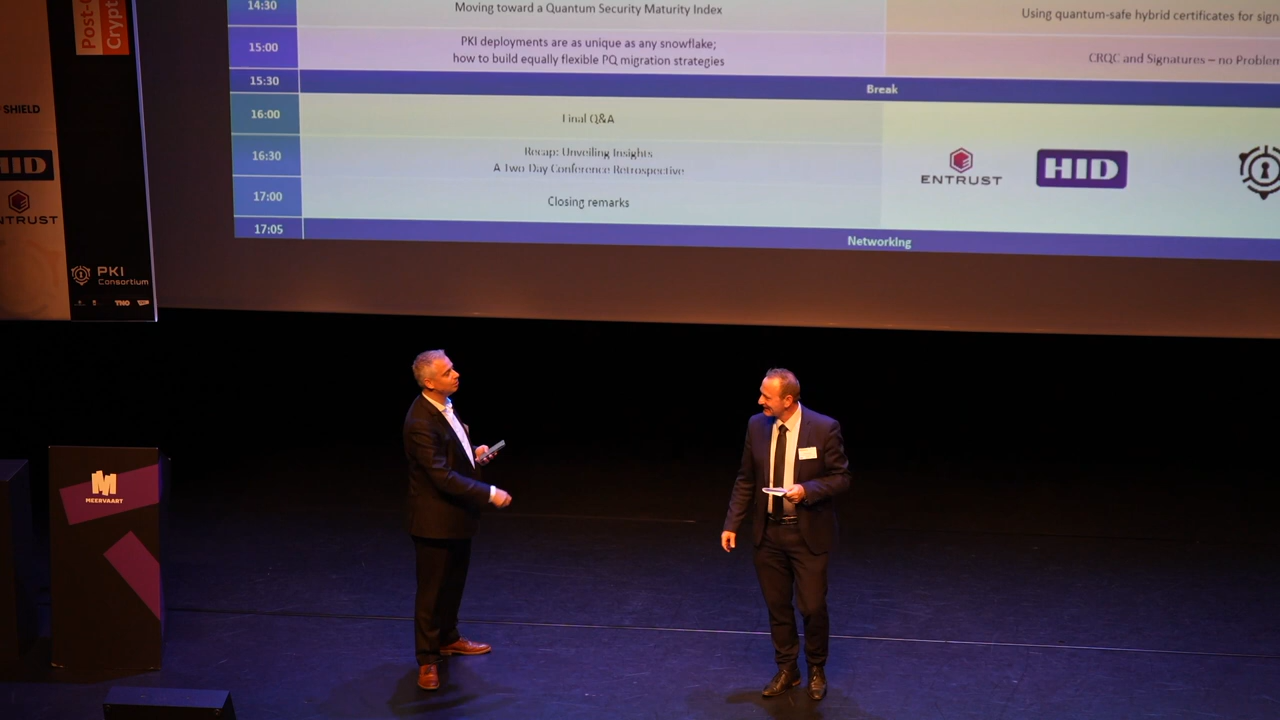 Post-
Crypt
SHIELD
HID
ENTRUST
PKI
Consortium
TNO
MEERVAART
14:30
Moving toward a Quantum Security Maturity Index
Using quantum-safe hybrid certificates for sign
15:00
PKI deployments are as unique as any snowflake;
how to build equally flexible PQ migration strategies
CRQC and Signatures – no Problem
15:30
Break
16:00
Final Q&A
16:30
Recap: Unveiling Insights
A Two-Day Conference Retrospective
ENTRUST
HID
17:00
Closing remarks
17:05
Networking